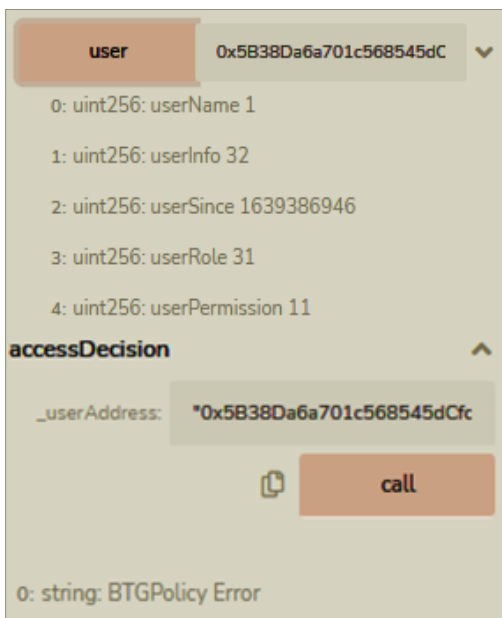 user 0x5B38Da6a701c568545dC
0: uint256: userName 1
1: uint256: userInfo 32
2: uint256: userSince 1639386946
3: uint256: userRole 31
4: uint256: userPermission 11
accessDecision
_userAddress: "0x5B38Da6a701c568545dCfc
call
0: string: BTGPolicy Error